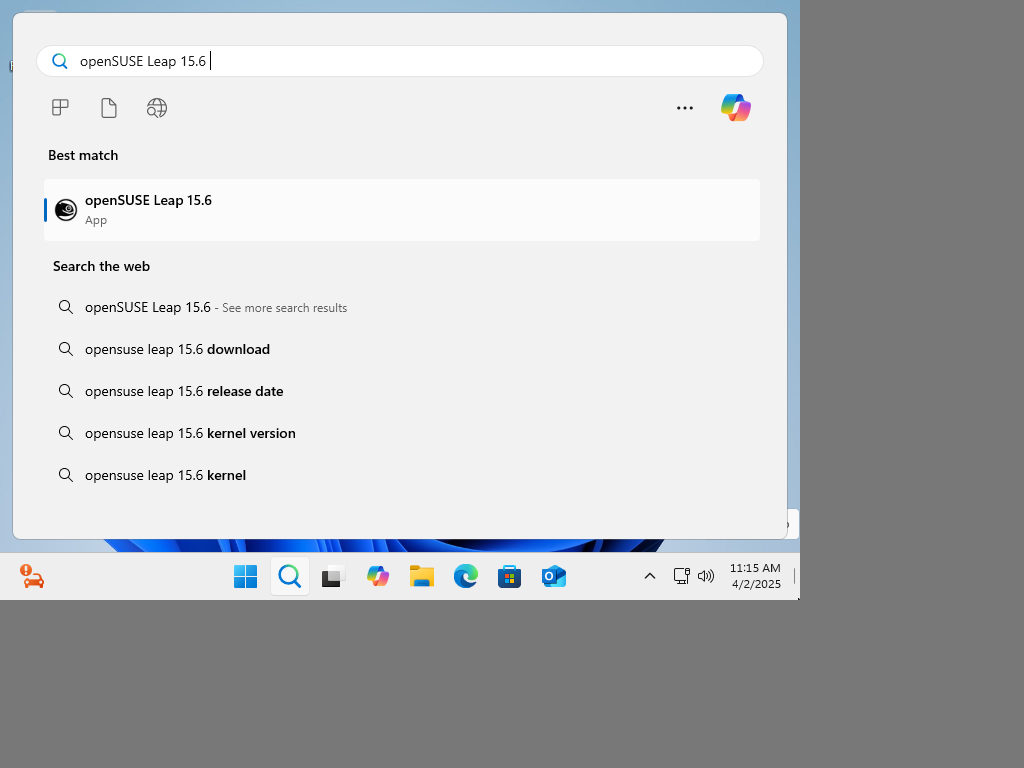 openSUSE Leap 15.6
Best match
openSUSE Leap 15.6
App
Search the web
openSUSE Leap 15.6 - See more search results
opensuse leap 15.6 download
opensuse leap 15.6 release date
opensuse leap 15.6 kernel version
opensuse leap 15.6 kernel
11:15 AM
4/2/2025